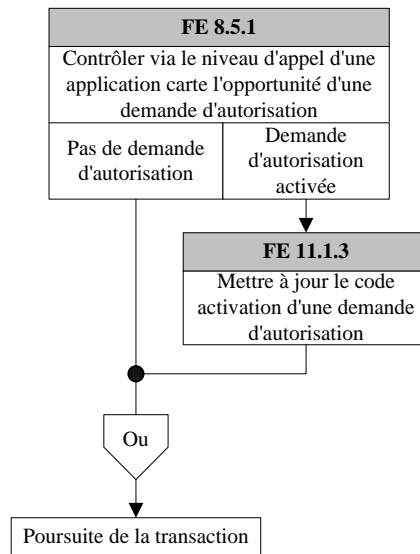 FE 8.5.1
Contrôler via le niveau d'appel d'une
application carte l'opportunité d'une
demande d'autorisation
Pas de demande
d'autorisation
Demande
d'autorisation
activée
FE 11.1.3
Mettre à jour le code
activation d'une demande
d'autorisation
Ou
Poursuite de la transaction